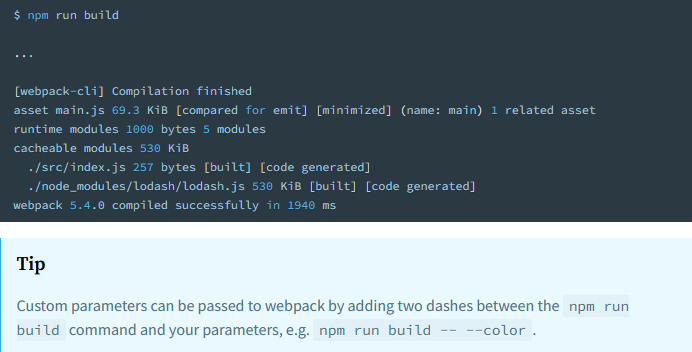 $ npm run build
...
[webpack-cli] Compilation finished
asset main.js 69.3 KiB [compared for emit] [minimized] (name: main) 1 related asset
runtime modules 1000 bytes 5 modules
cacheable modules 530 KiB
  ./src/index.js 257 bytes [built] [code generated]
  ./node_modules/lodash/lodash.js 530 KiB [built] [code generated]
webpack 5.4.0 compiled successfully in 1940 ms
Tip
Custom parameters can be passed to webpack by adding two dashes between the npm run
build command and your parameters, e.g. npm run build -- --color.